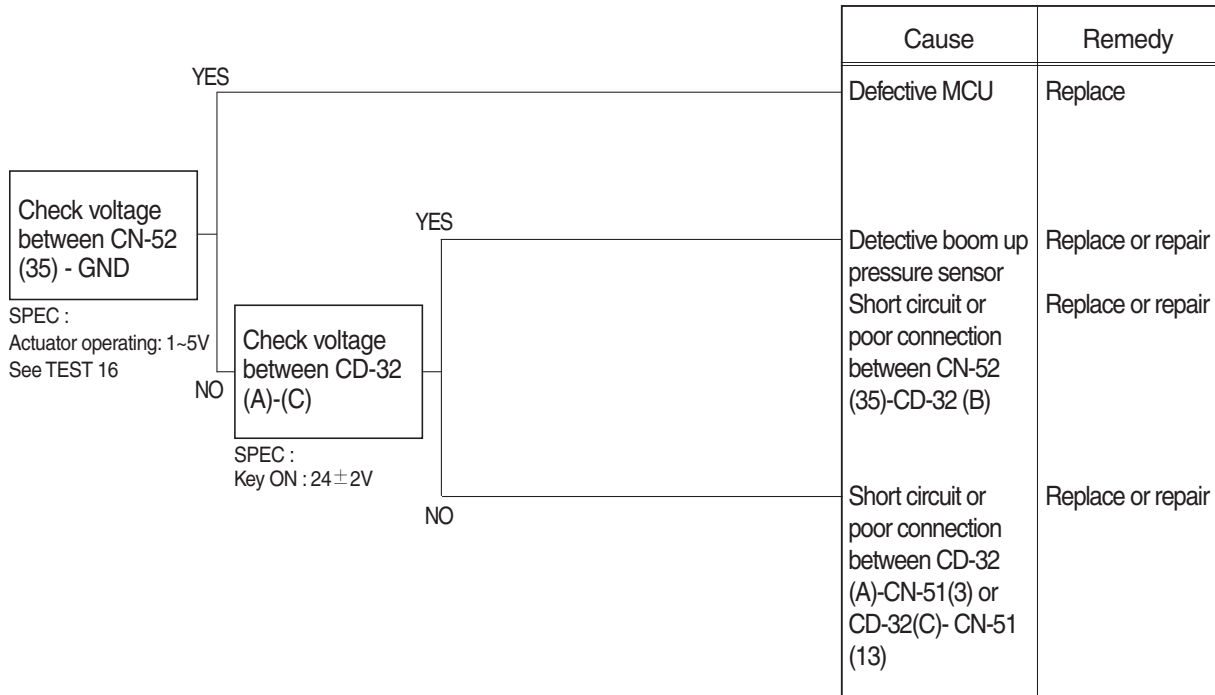 Cause
Remedy
YES
Defective MCU
Replace
Check voltage
between CN-52
(35) - GND
SPEC :
Actuator operating: 1~5V
See TEST 16
YES
Detective boom up
pressure sensor
Replace or repair
Short circuit or
poor connection
between CN-52
(35)-CD-32 (B)
Replace or repair
NO
Check voltage
between CD-32
(A)-(C)
SPEC :
Key ON : 24±2V
NO
Short circuit or
poor connection
between CD-32
(A)-CN-51(3) or
CD-32(C)- CN-51
(13)
Replace or repair